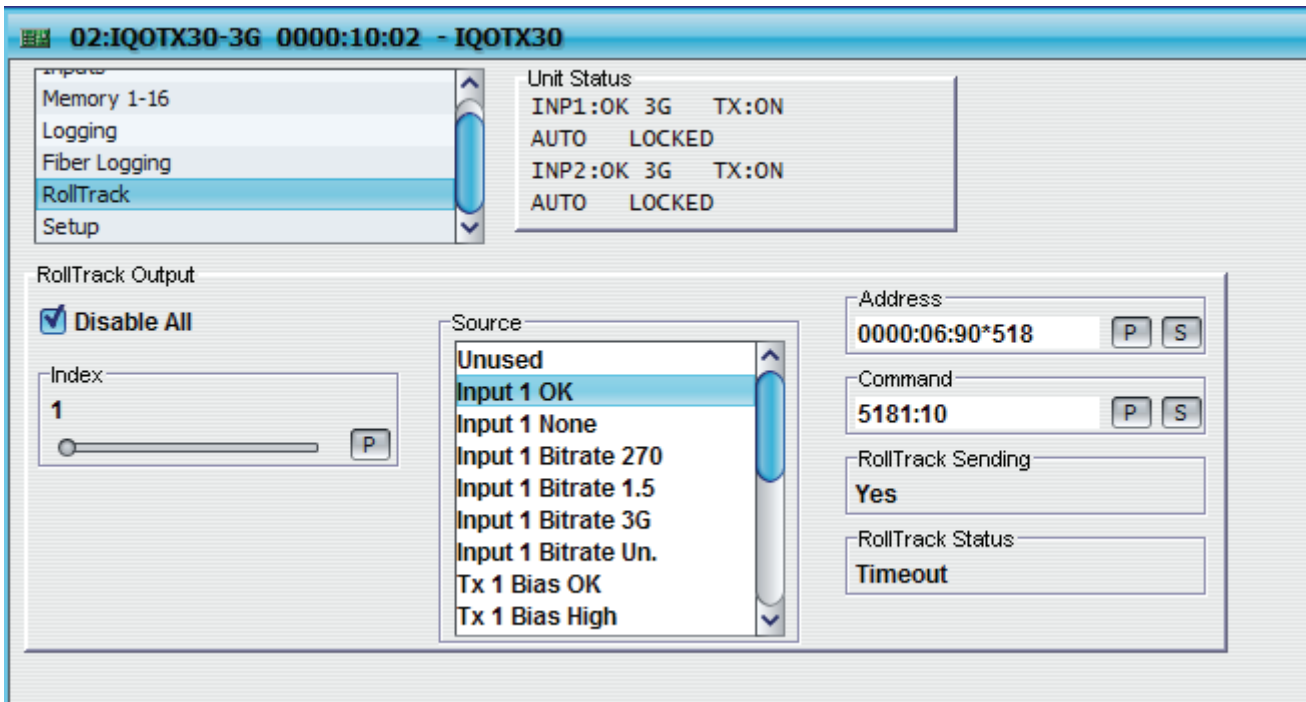 02:IQOTX30-3G 0000:10:02 - IQOTX30
Inputs
Memory 1-16
Logging
Fiber Logging
RollTrack
Setup
Unit Status
INP1:OK 3G TX:ON
AUTO LOCKED
INP2:OK 3G TX:ON
AUTO LOCKED
RollTrack Output
Disable All
Index
1
P
Source
Unused
Input 1 OK
Input 1 None
Input 1 Bitrate 270
Input 1 Bitrate 1.5
Input 1 Bitrate 3G
Input 1 Bitrate Un.
Tx 1 Bias OK
Tx 1 Bias High
Address
0000:06:90*518 P S
Command
5181:10 P S
RollTrack Sending
Yes
RollTrack Status
Timeout